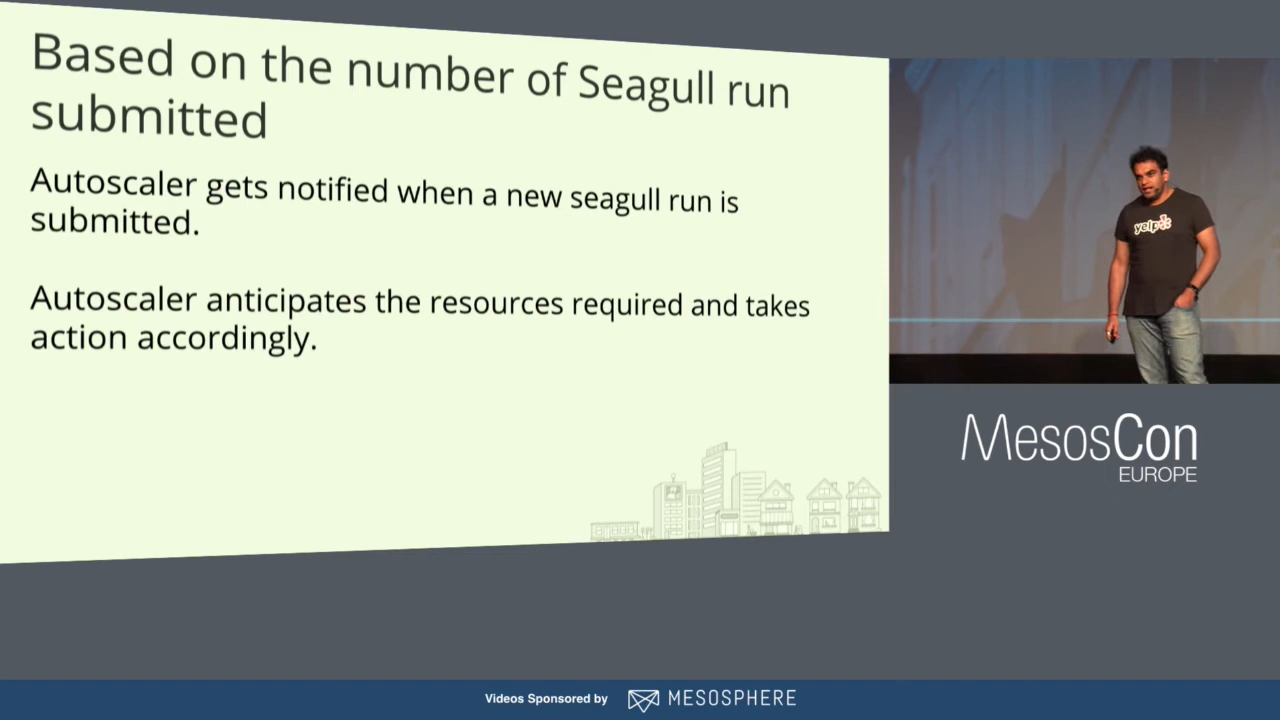 Based on the number of Seagull run
submitted
Autoscaler gets notified when a new seagull run is
submitted.
Autoscaler anticipates the resources required and takes
action accordingly.
yelp
MesosCon
EUROPE
Videos Sponsored by
MESOSPHERE